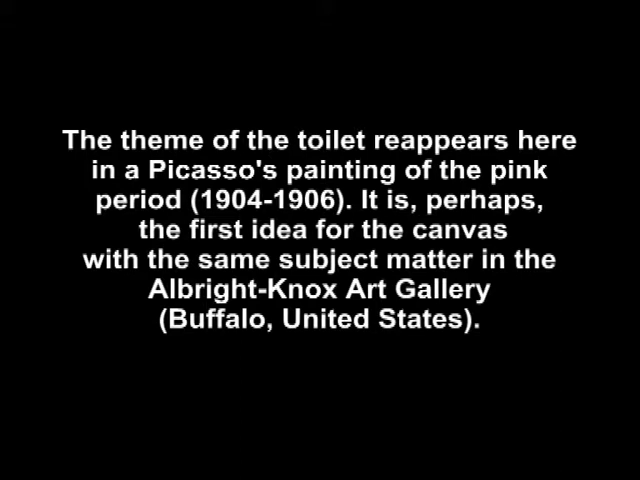 The theme of the toilet reappears here
in a Picasso's painting of the pink
period (1904-1906). It is, perhaps,
the first idea for the canvas
with the same subject matter in the
Albright-Knox Art Gallery
(Buffalo, United States).